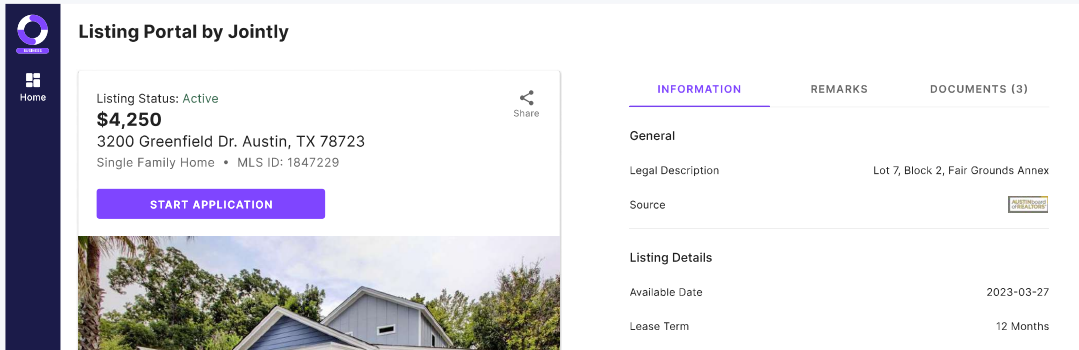 Listing Portal by Jointly
Home
Listing Status: Active
Share
$4,250
3200 Greenfield Dr. Austin, TX 78723
Single Family Home • MLS ID: 1847229
START APPLICATION
INFORMATION REMARKS DOCUMENTS (3)
General
Legal Description Lot 7, Block 2, Fair Grounds Annex
Source AUSTINboard
ofREALTORS
Listing Details
Available Date 2023-03-27
Lease Term 12 Months